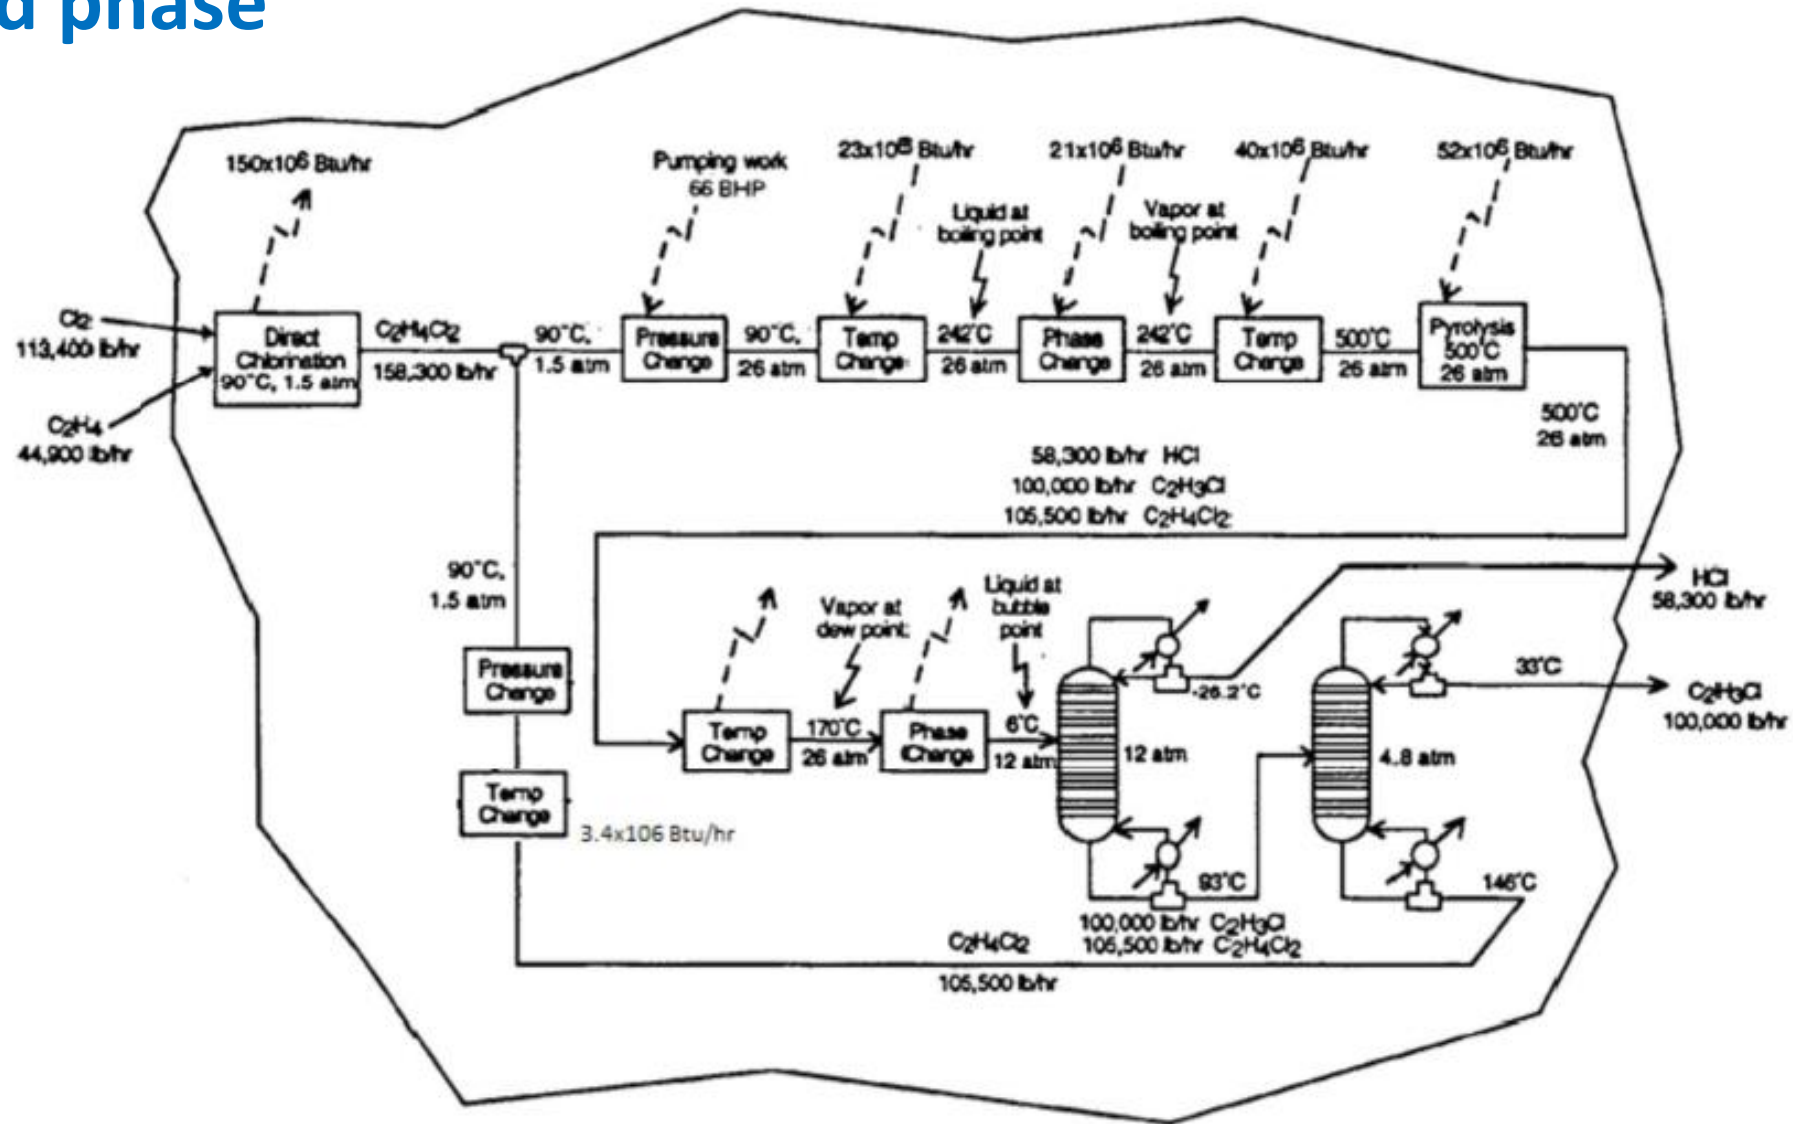 d phase
150x10⁶ Btu/hr
Pumping work
66 BHP
23x10⁶ Btu/hr
21x10⁶ Btu/hr
40x10⁶ Btu/hr
52x10⁶ Btu/hr
Liquid at
boiling point
Vapor at
boiling point
Cl2
113,400 lb/hr
C2H4
44,900 lb/hr
Direct
Chlorination
90°C, 1.5 atm
C2H4Cl2
158,300 lb/hr
90°C,
1.5 atm
Pressure
Change
90°C,
26 atm
Temp
Change
242°C
26 atm
Phase
Change
242°C
26 atm
Temp
Change
500°C
26 atm
Pyrolysis
500°C
26 atm
500°C
26 atm
58,300 lb/hr HCl
100,000 lb/hr C2H3Cl
105,500 lb/hr C2H4Cl2
90°C,
1.5 atm
Pressure
Change
Temp
Change
3.4x106 Btu/hr
Temp
Change
Vapor at
dew point
170°C
26 atm
Phase
Change
Liquid at
bubble
point
6°C
12 atm
12 atm
-26.2°C
93°C
100,000 lb/hr C2H3Cl
105,500 lb/hr C2H4Cl2
4.8 atm
33°C
146°C
HCl
58,300 lb/hr
C2H3Cl
100,000 lb/hr
C2H4Cl2
105,500 lb/hr